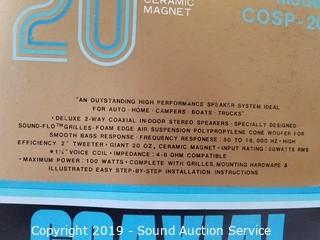 20
CERAMIC
MAGNET
COSP-20
"AN OUTSTANDING HIGH PERFORMANCE SPEAKER SYSTEM IDEAL
FOR AUTO · HOME · CAMPERS · BOATS · TRUCKS"
• DELUXE 2-WAY COAXIAL IN-DOOR STEREO SPEAKERS · SPECIALLY DESIGNED
SOUND-FLO™ GRILLES · FOAM EDGE AIR SUSPENSION POLYPROPYLENE CONE WOOFER FOR
SMOOTH BASS RESPONSE · FREQUENCY RESPONSE: 50 TO 18,000 HZ · HIGH
EFFICIENCY 2" TWEETER · GIANT 20 OZ. CERAMIC MAGNET · INPUT RATING: WATTS RMS
VOICE COIL · IMPEDANCE: 4-8 OHM COMPATIBLE
• MAXIMUM POWER: 100 WATTS · COMPLETE WITH GRILLES, MOUNTING HARDWARE &
ILLUSTRATED EASY STEP-BY-STEP INSTALLATION INSTRUCTIONS
COAXIAL
Copyright 2019 - Sound Auction Service